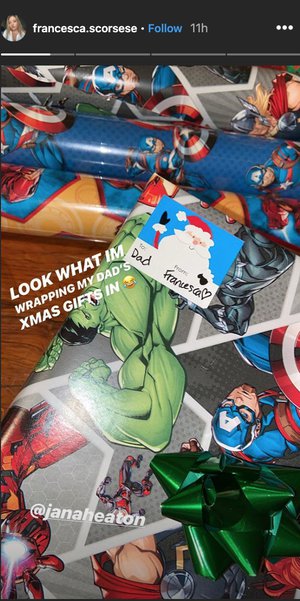 francesca.scorsese • Follow 11h
LOOK WHAT IM
WRAPPING MY DAD'S
XMAS GIFTS IN 😂
To:
Dad
From:
Francesca♡
@janaheaton